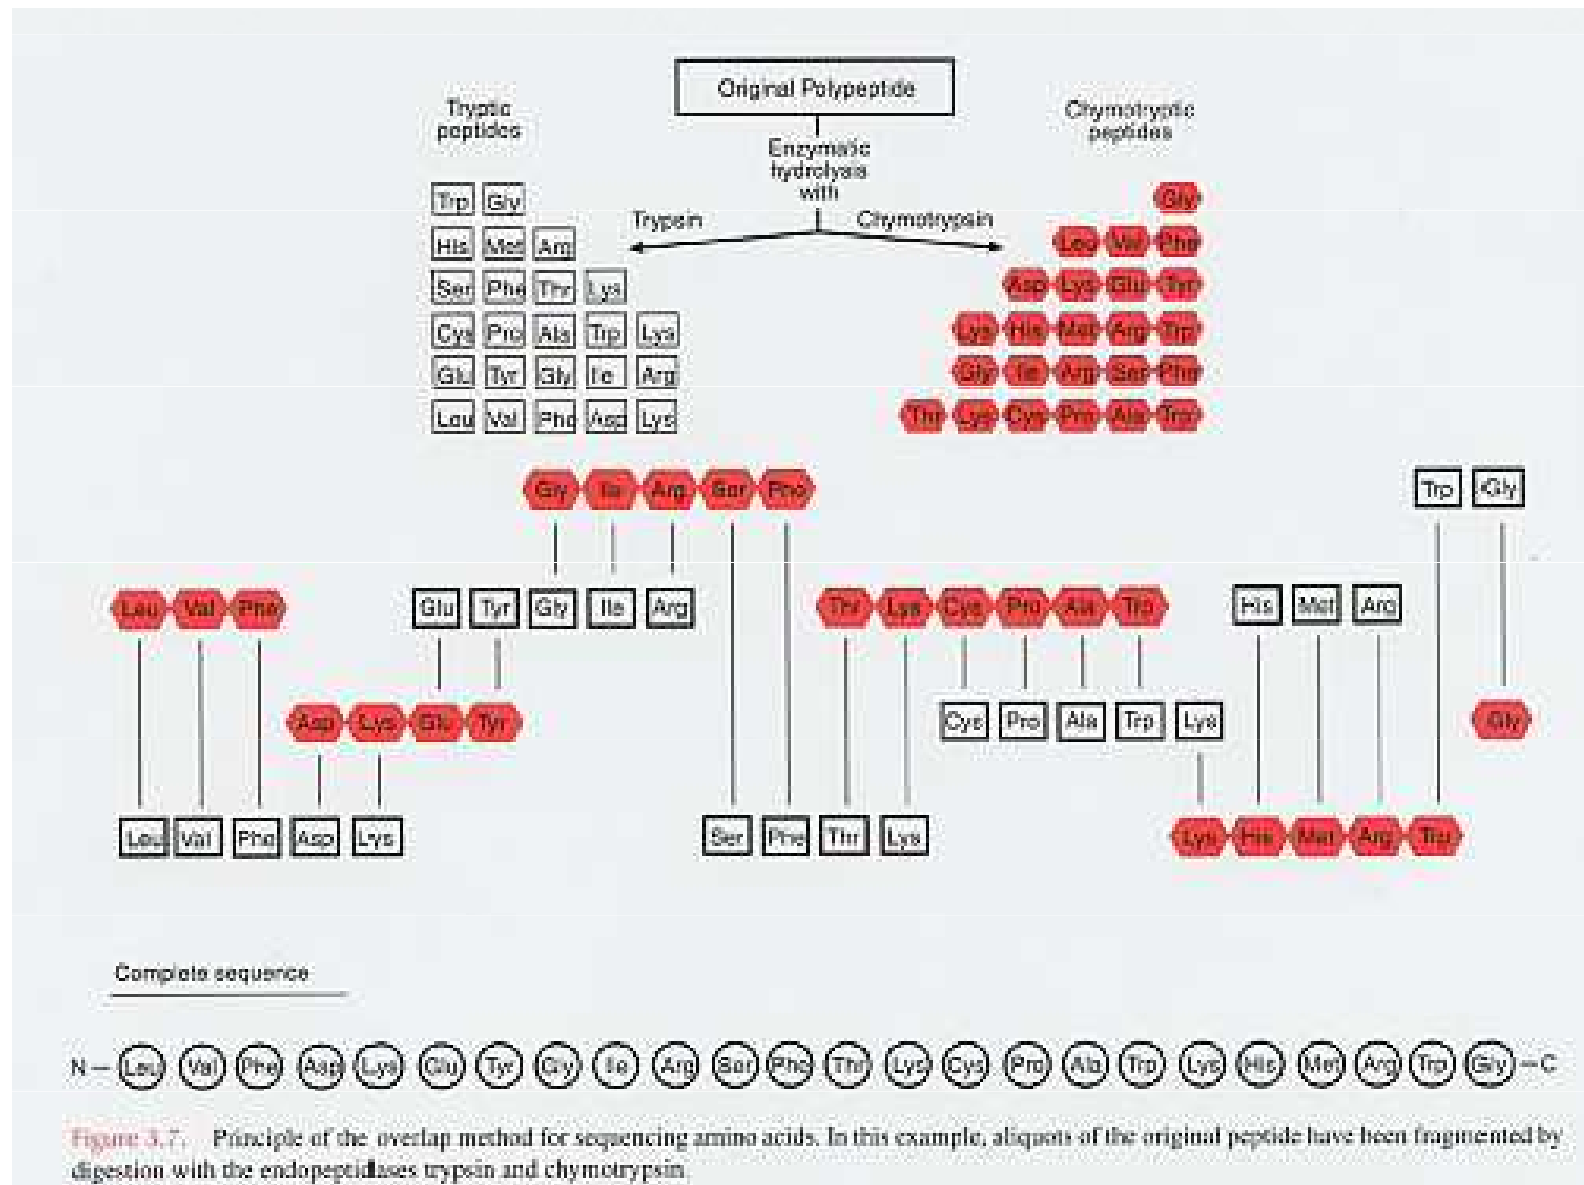 Original Polypeptide
Tryptic
peptides
Chymotryptic
peptides
Enzymatic
hydrolysis
with
Trypsin
Chymotrypsin
Trp Gly
His Met Arg
Ser Phe Thr Lys
Cys Pro Ala Trp Lys
Glu Tyr Gly Ile Arg
Leu Val Phe Asp Lys
Gly
Leu Val Phe
Asp Lys Glu Tyr
Lys His Met Arg Trp
Gly Ile Arg Ser Phe
Thr Lys Cys Pro Ala Trp
Gly Ile Arg Ser Phe
Trp Gly
Leu Val Phe
Glu Tyr Gly Ile Arg
Thr Lys Cys Pro Ala Trp
His Met Arg
Asp Lys Glu Tyr
Cys Pro Ala Trp Lys
Gly
Leu Val Phe Asp Lys
Ser Phe Thr Lys
Lys His Met Arg Trp
Complete sequence
N – Leu Val Phe Asp Lys Glu Tyr Gly Ile Arg Ser Phe Thr Lys Cys Pro Ala Trp Lys His Met Arg Trp Gly – C
Figure 3.7. Principle of the overlap method for sequencing amino acids. In this example, aliquots of the original peptide have been fragmented by
digestion with the endopeptidases trypsin and chymotrypsin.